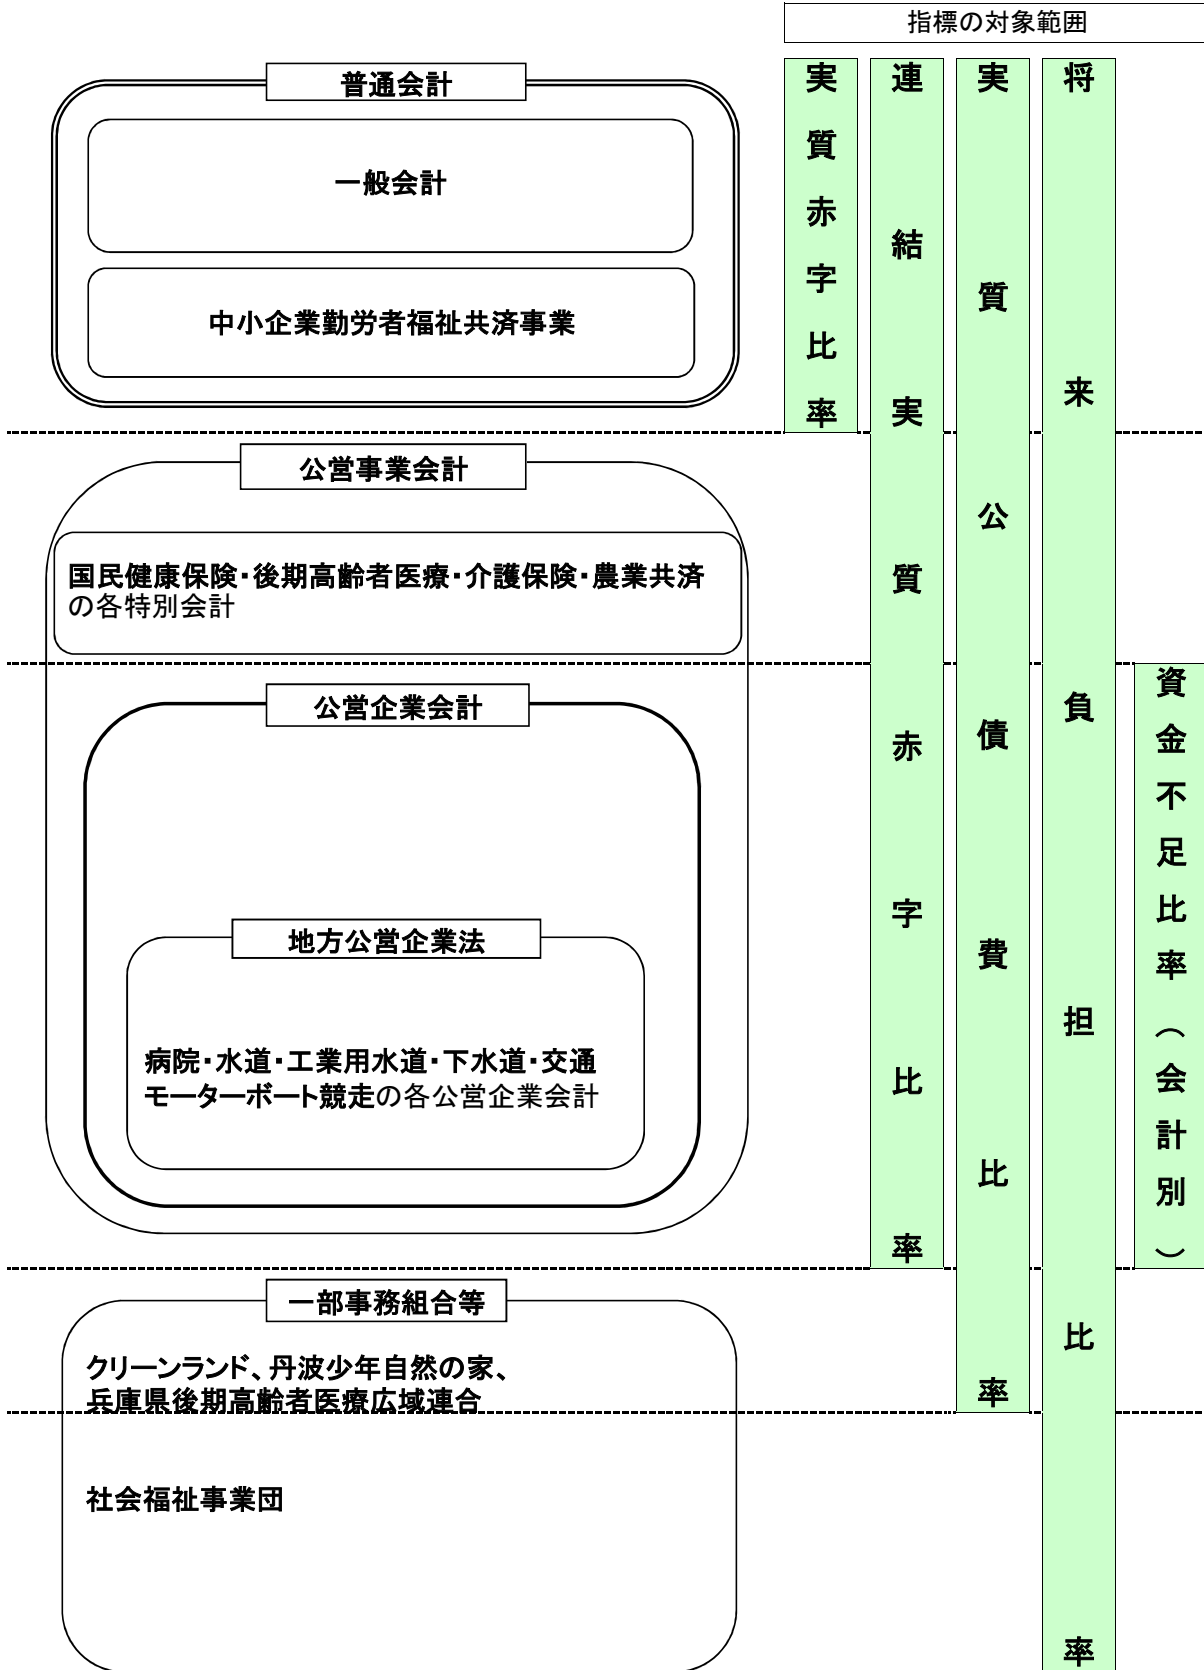 指標の対象範囲
普通会計
一般会計
中小企業勤労者福祉共済事業
公営事業会計
国民健康保険・後期高齢者医療・介護保険・農業共済
の各特別会計
公営企業会計
地方公営企業法
病院・水道・工業用水道・下水道・交通
モーターボート競走の各公営企業会計
一部事務組合等
クリーンランド、丹波少年自然の家、
兵庫県後期高齢者医療広域連合
社会福祉事業団
実質赤字比率
連結実質赤字比率
実質公債費比率
将来負担比率
資金不足比率（会計別）